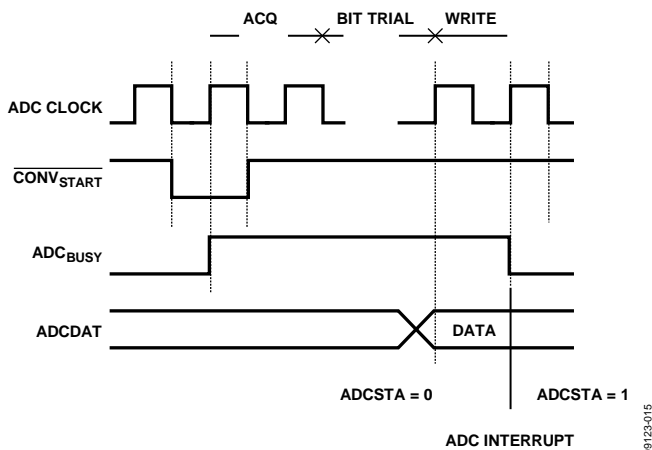 ACQ BIT TRIAL WRITE
ADC CLOCK
CONVSTART
ADCBUSY
ADCDAT DATA
ADCSTA = 0 ADCSTA = 1
ADC INTERRUPT
09123-015